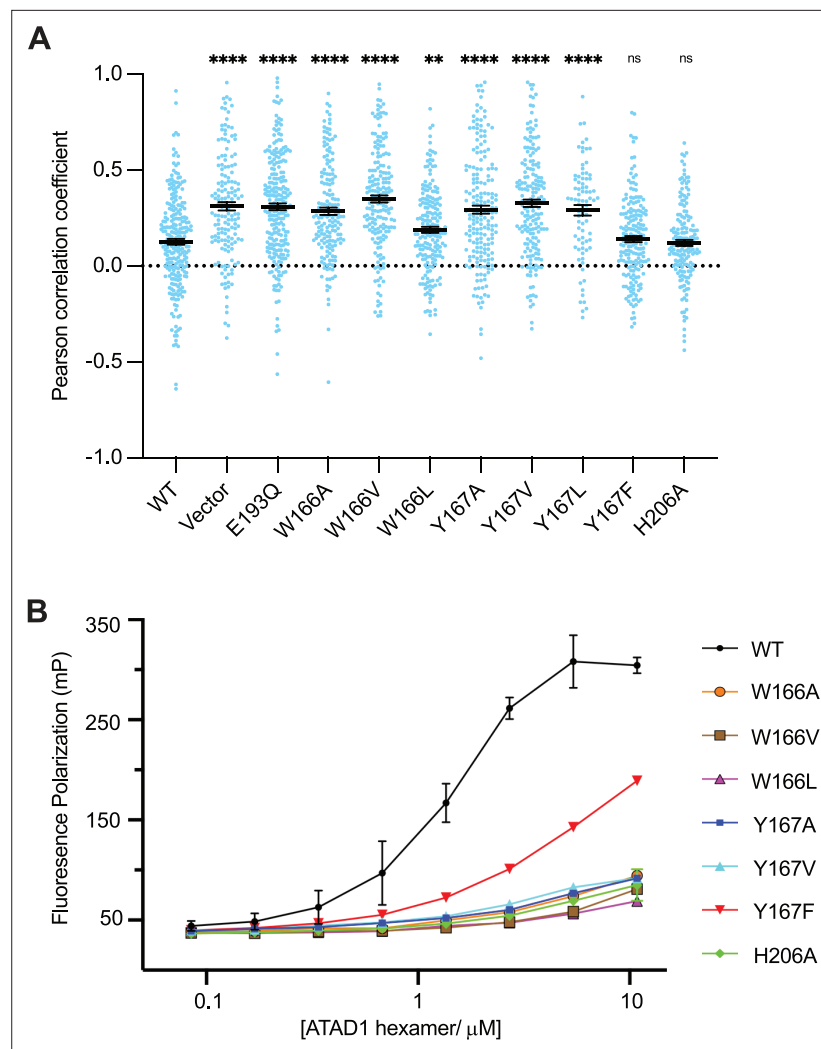 A
**** **** **** **** ** **** **** **** ns ns
Pearson correlation coefficient
1.0
0.5
0.0
-0.5
-1.0
WT Vector E193Q W166A W166V W166L Y167A Y167V Y167L Y167F H206A
B
Fluoresence Polarization (mP)
350
250
150
50
0.1 1 10
[ATAD1 hexamer/ μM]
WT
W166A
W166V
W166L
Y167A
Y167V
Y167F
H206A